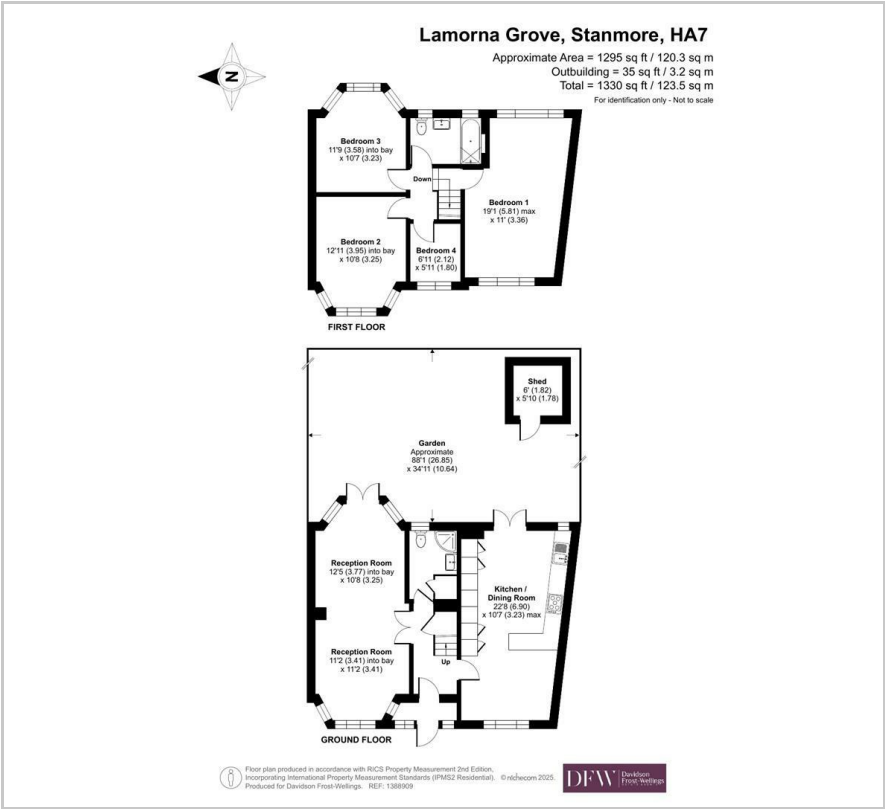 Lamorna Grove, Stanmore, HA7
Approximate Area = 1295 sq ft / 120.3 sq m
Outbuilding = 35 sq ft / 3.2 sq m
Total = 1330 sq ft / 123.5 sq m
For identification only - Not to scale
N
Bedroom 3
11'9 (3.58) into bay
x 10'7 (3.23)
Down
Bedroom 1
19'1 (5.81) max
x 11' (3.36)
Bedroom 2
12'11 (3.95) into bay
x 10'8 (3.25)
Bedroom 4
6'11 (2.12)
x 5'11 (1.80)
FIRST FLOOR
Shed
6' (1.82)
x 5'10 (1.78)
Garden
Approximate
88'1 (26.85)
x 34'11 (10.64)
Reception Room
12'5 (3.77) into bay
x 10'8 (3.25)
Kitchen /
Dining Room
22'8 (6.90)
x 10'7 (3.23) max
Reception Room
11'2 (3.41) into bay
x 11'2 (3.41)
Up
GROUND FLOOR
Floor plan produced in accordance with RICS Property Measurement 2nd Edition,
Incorporating International Property Measurement Standards (IPMS2 Residential). © nichecom 2025.
Produced for Davidson Frost-Wellings. REF: 1388909
DFW
Davidson
Frost-Wellings